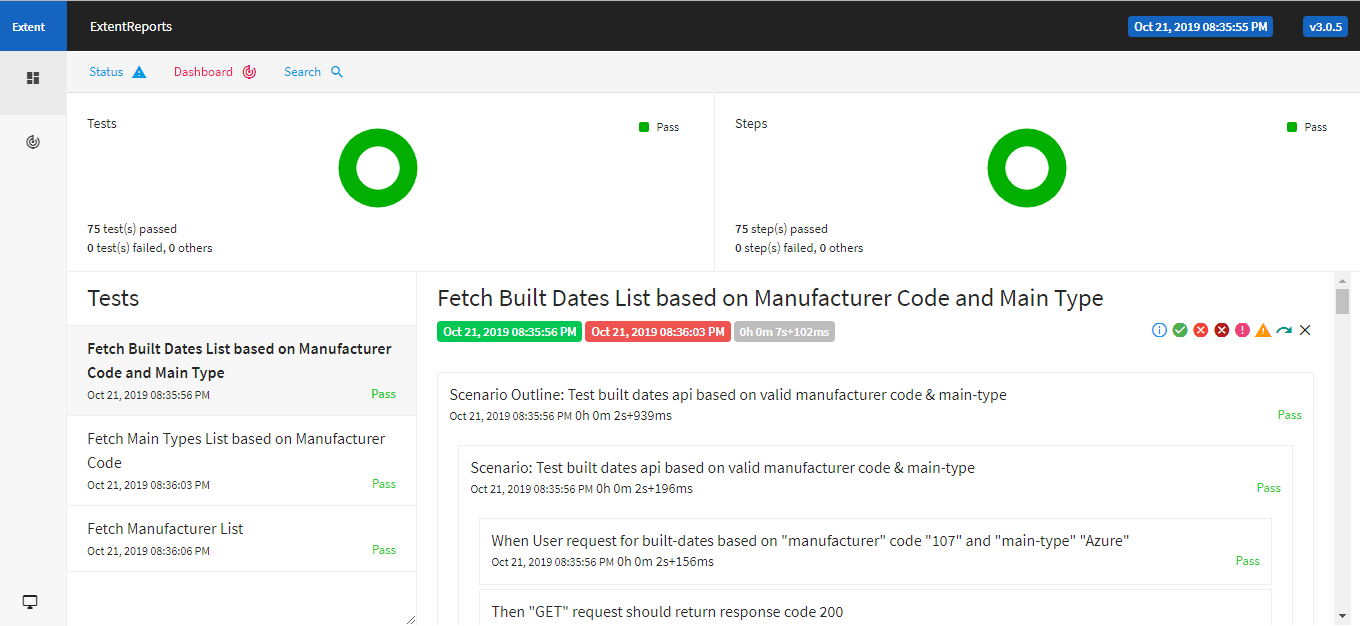 Extent
ExtentReports
Oct 21, 2019 08:35:55 PM
v3.0.5
Status
Dashboard
Search
Tests
Pass
75 test(s) passed
0 test(s) failed, 0 others
Steps
Pass
75 step(s) passed
0 step(s) failed, 0 others
Tests
Fetch Built Dates List based on Manufacturer
Code and Main Type
Oct 21, 2019 08:35:56 PM
Pass
Fetch Main Types List based on Manufacturer
Code
Oct 21, 2019 08:36:03 PM
Pass
Fetch Manufacturer List
Oct 21, 2019 08:36:06 PM
Pass
Fetch Built Dates List based on Manufacturer Code and Main Type
Oct 21, 2019 08:35:56 PM
Oct 21, 2019 08:36:03 PM
0h 0m 7s+102ms
Scenario Outline: Test built dates api based on valid manufacturer code & main-type
Oct 21, 2019 08:35:56 PM 0h 0m 2s+939ms
Pass
Scenario: Test built dates api based on valid manufacturer code & main-type
Oct 21, 2019 08:35:56 PM 0h 0m 2s+196ms
Pass
When User request for built-dates based on "manufacturer" code "107" and "main-type" "Azure"
Oct 21, 2019 08:35:56 PM 0h 0m 2s+156ms
Pass
Then "GET" request should return response code 200